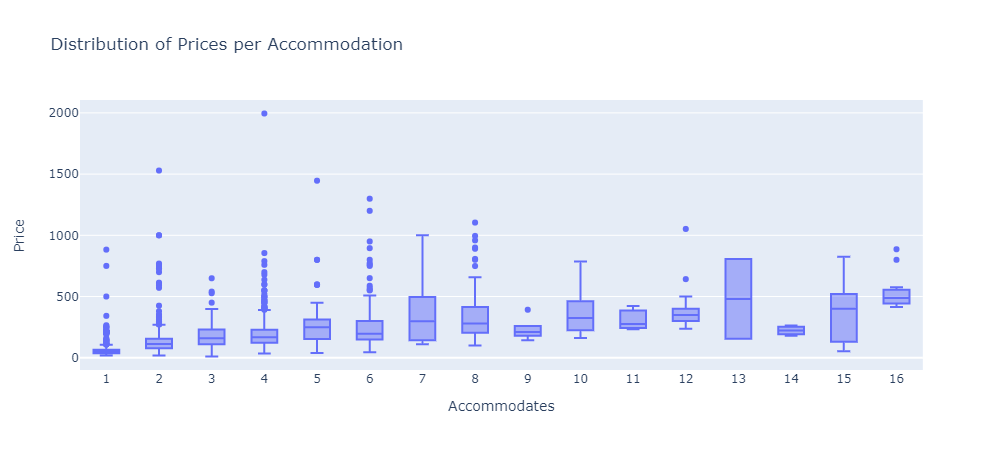 Distribution of Prices per Accommodation
2000
1500
1000
500
0
Price
1 2 3 4 5 6 7 8 9 10 11 12 13 14 15 16
Accommodates